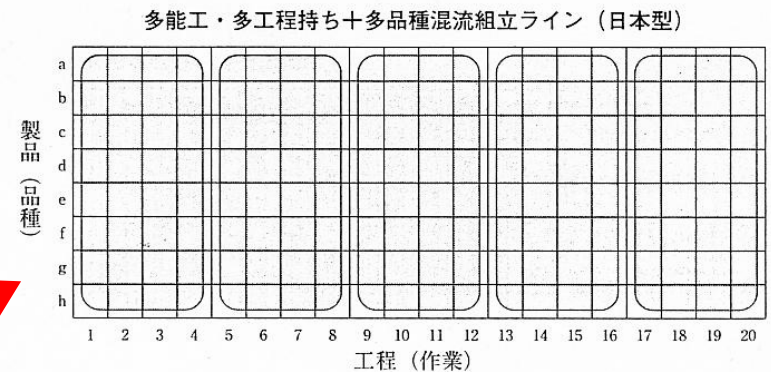 多能工・多工程持ち＋多品種混流組立ライン（日本型）
製品（品種）
a
b
c
d
e
f
g
h
1 2 3 4 5 6 7 8 9 10 11 12 13 14 15 16 17 18 19 20
工程（作業）